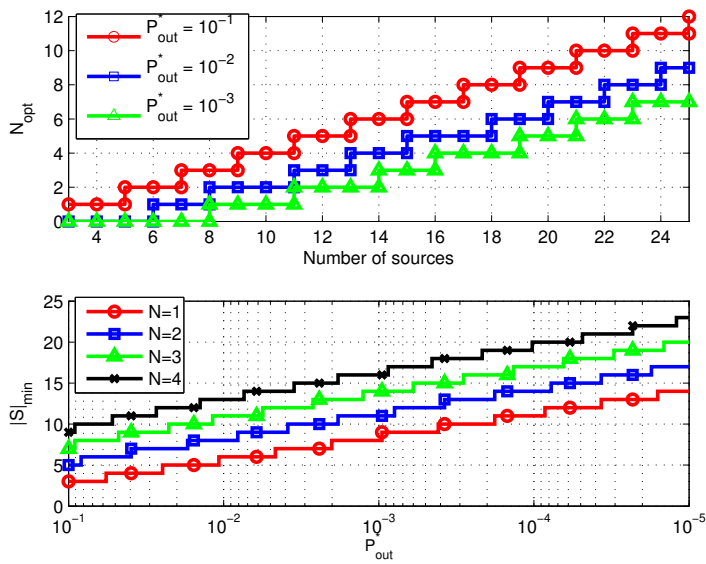 12
10
8
6
4
2
0
N_opt
P*_out = 10^-1
P*_out = 10^-2
P*_out = 10^-3
4 6 8 10 12 14 16 18 20 22 24
Number of sources
25
20
15
10
5
0
|S|_min
N=1
N=2
N=3
N=4
10^-1 10^-2 10^-3 10^-4 10^-5
P*_out